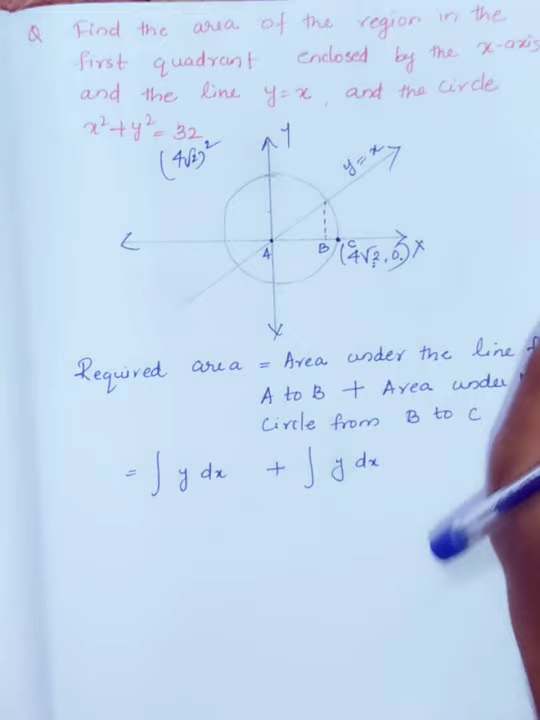 Q Find the area of the region in the
first quadrant enclosed by the x-axis
and the line y=x, and the circle
x²+y²= 32
(4√2)²
Y
y=x
A B C X
(4√2, 0)
Required area = Area under the line
A to B + Area under
Circle from B to C
= ∫ y dx + ∫ y dx